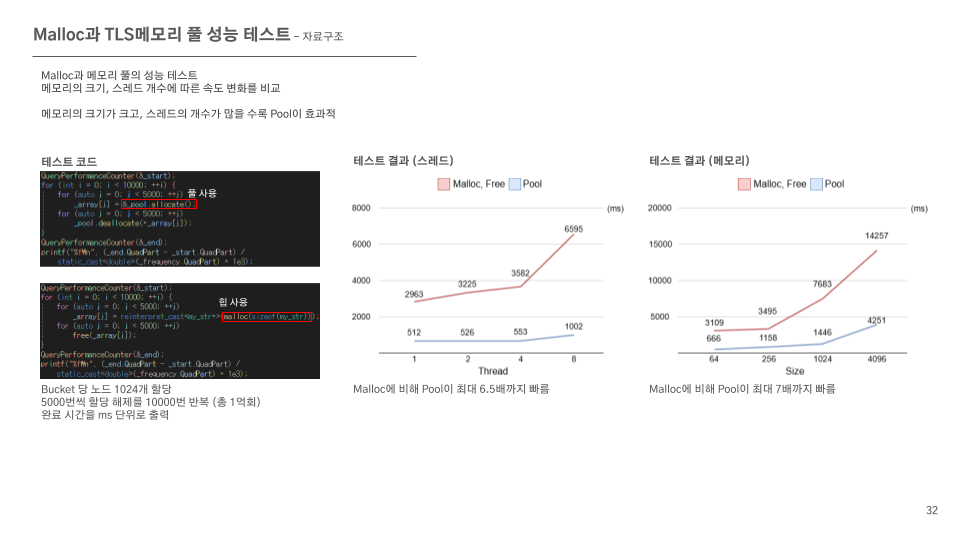 Malloc과 TLS메모리 풀 성능 테스트 – 자료구조
Malloc과 메모리 풀의 성능 테스트
메모리의 크기, 스레드 개수에 따른 속도 변화를 비교
메모리의 크기가 크고, 스레드의 개수가 많을 수록 Pool이 효과적
테스트 코드
QueryPerformanceCounter(&_start);
for (int i = 0; i < 10000; ++i) {
for (auto j = 0; j < 5000; ++j) 풀 사용
_array[j] = &_pool.allocate();
for (auto j = 0; j < 5000; ++j)
_pool.deallocate(*_array[j]);
}
QueryPerformanceCounter(&_end);
printf("%f\n", (_end.QuadPart - _start.QuadPart) /
static_cast<double>(_frequency.QuadPart) * 1e3);
QueryPerformanceCounter(&_start);
for (int i = 0; i < 10000; ++i) {
힙 사용
for (auto j = 0; j < 5000; ++j)
_array[j] = reinterpret_cast<my_str*>(malloc(sizeof(my_str)));
for (auto j = 0; j < 5000; ++j)
free(_array[j]);
}
QueryPerformanceCounter(&_end);
printf("%f\n", (_end.QuadPart - _start.QuadPart) /
static_cast<double>(_frequency.QuadPart) * 1e3);
Bucket 당 노드 1024개 할당
5000번씩 할당 해제를 10000번 반복 (총 1억회)
완료 시간을 ms 단위로 출력
테스트 결과 (스레드)
Malloc, Free Pool
8000 (ms)
6595
6000
3582
4000
3225
2963
2000
1002
512 526 553
1 2 4 8
Thread
Malloc에 비해 Pool이 최대 6.5배까지 빠름
테스트 결과 (메모리)
Malloc, Free Pool
20000 (ms)
14257
15000
10000
7683
5000
3109 3495
4251
666 1158 1446
64 256 1024 4096
Size
Malloc에 비해 Pool이 최대 7배까지 빠름
32